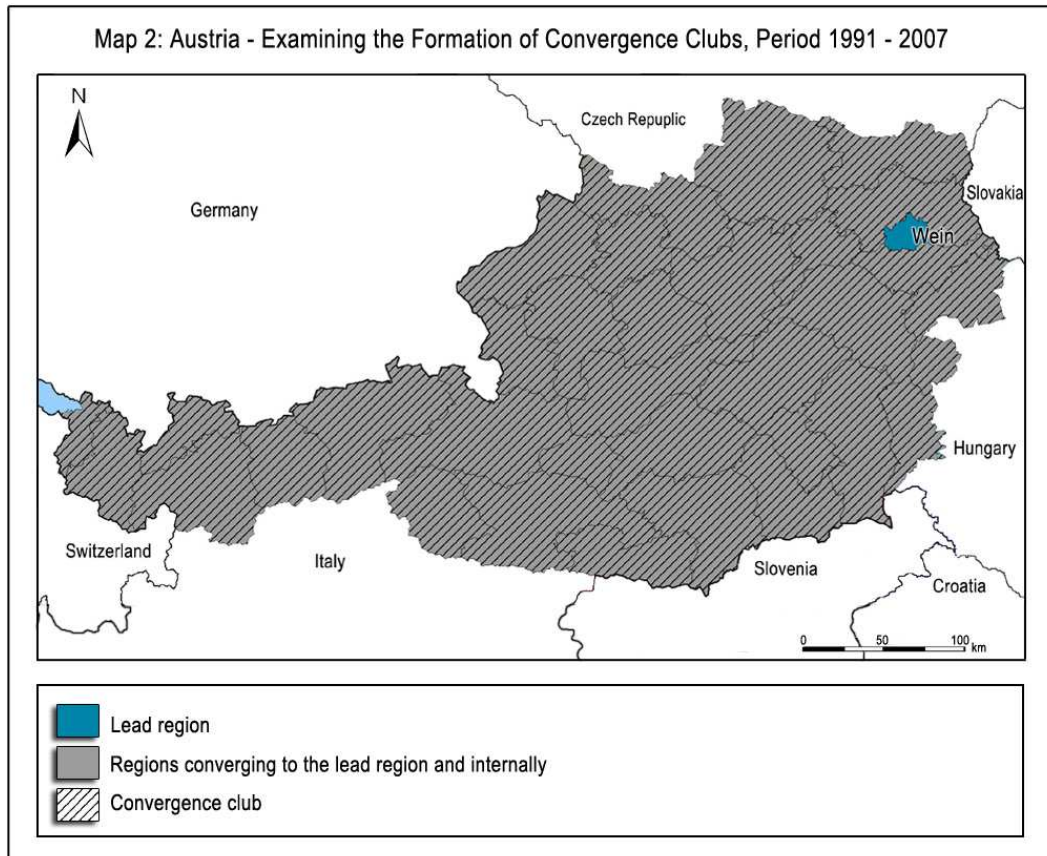 Map 2: Austria - Examining the Formation of Convergence Clubs, Period 1991 - 2007
N
Czech Repuplic
Germany
Slovakia
Wein
Hungary
Switzerland
Italy
Slovenia
Croatia
0 50 100
km
Lead region
Regions converging to the lead region and internally
Convergence club